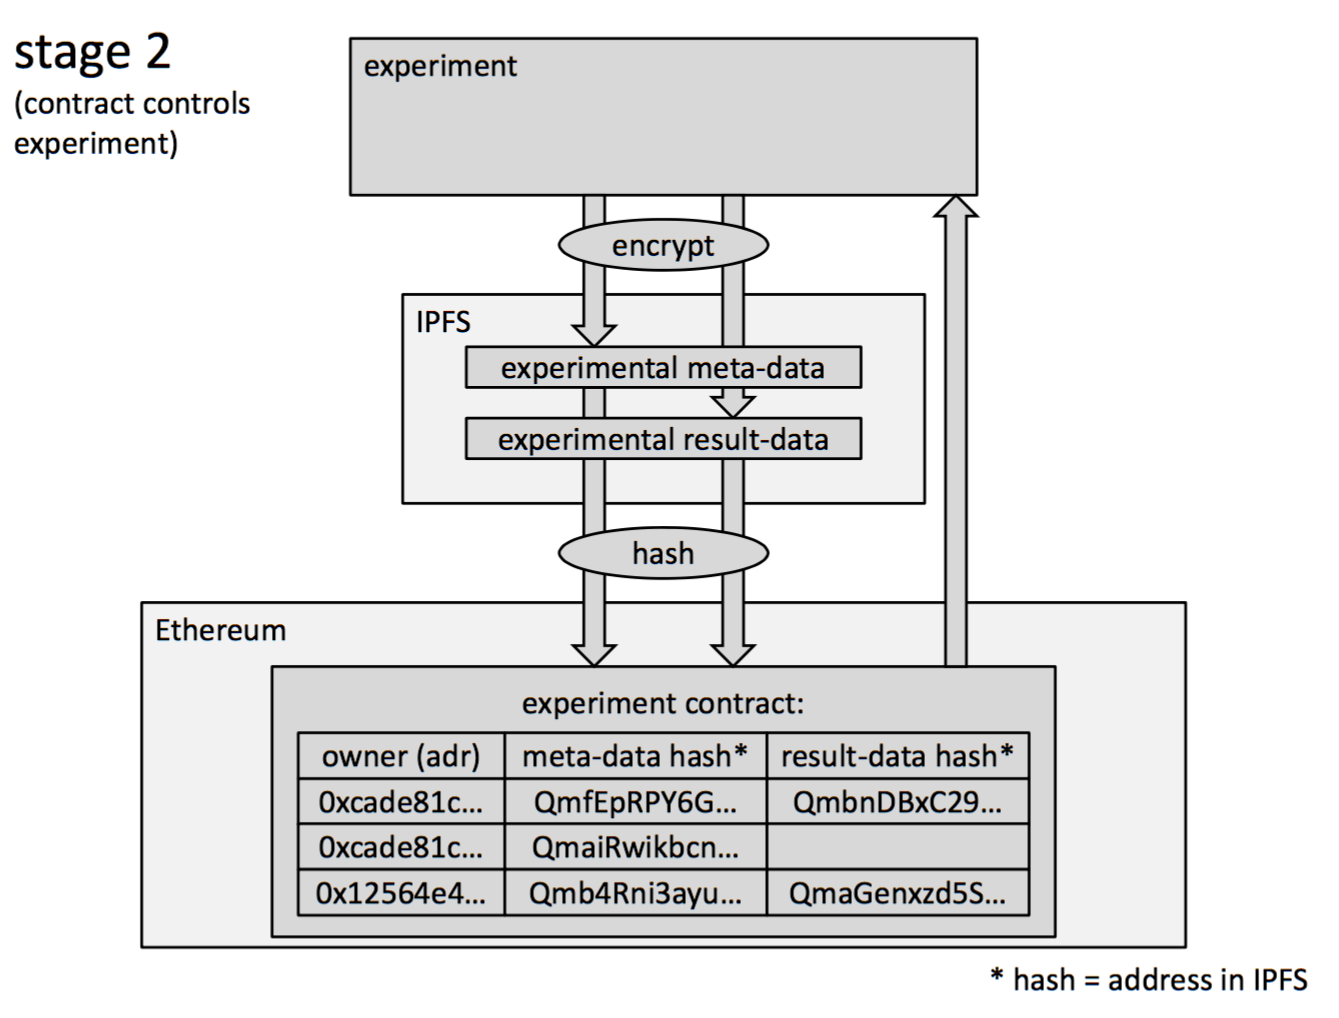 stage 2
(contract controls
experiment)
experiment
encrypt
IPFS
experimental meta-data
experimental result-data
hash
Ethereum
experiment contract:
owner (adr) meta-data hash* result-data hash*
0xcade81c... QmfEpRPY6G... QmbnDBxC29...
0xcade81c... QmaiRwikbcn...
0x12564e4... Qmb4Rni3ayu... QmaGenxzd5S...
* hash = address in IPFS